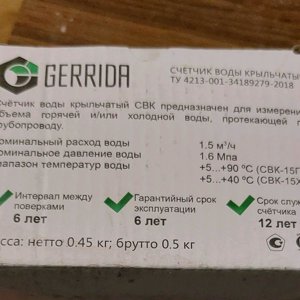 GERRIDA
СЧЁТЧИК ВОДЫ КРЫЛЬЧАТЫ
ТУ 4213-001-34189279-2018
Счётчик воды крыльчатый СВК предназначен для измерени
объема горячей и/или холодной воды, протекающей п
рубопроводу.
оминальный расход воды 1.5 м³/ч
оминальное давление воды 1.6 Мпа
иапазон температур воды +5...+90 ºC (СВК-15Г
+5...+40 ºC (СВК-15Х
Интервал между поверками 6 лет
Гарантийный срок эксплуатации 6 лет
Срок служ счётчика 12 лет
сса: нетто 0.45 кг; брутто 0.5 кг